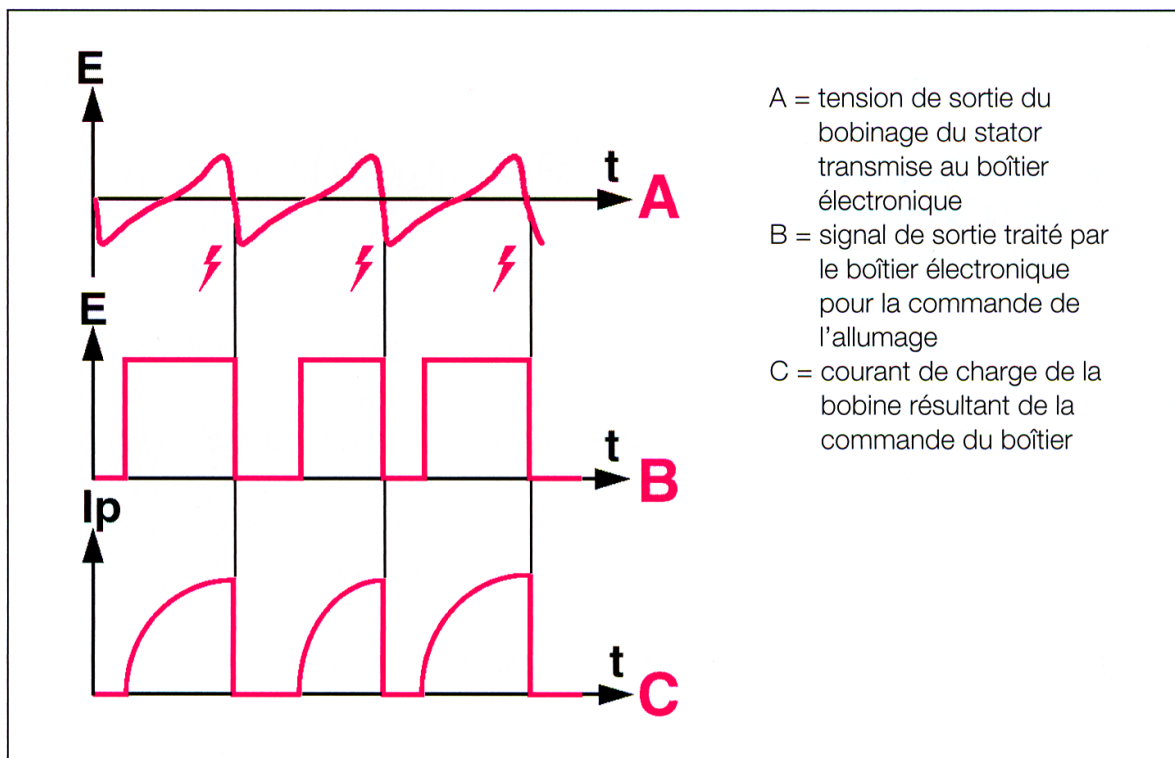 E
t
A
E
t
B
Ip
t
C
A = tension de sortie du
bobinage du stator
transmise au boîtier
électronique
B = signal de sortie traité par
le boîtier électronique
pour la commande de
l'allumage
C = courant de charge de la
bobine résultant de la
commande du boîtier